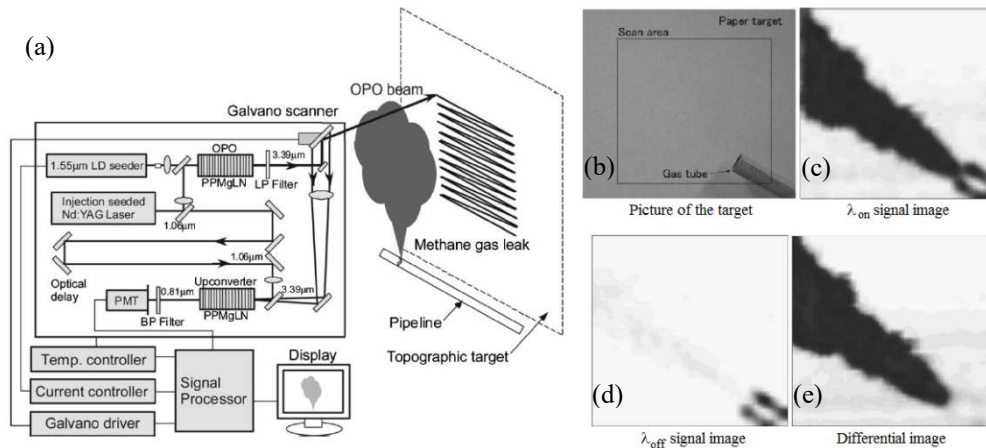 (a)
OPO beam
Galvano scanner
OPO
3.39μm
1.55μm LD seeder
PPMgLN
LP Filter
Injection seeded
Nd:YAG Laser
1.06μm
Methane gas leak
1.06μm
Optical
delay
Upconverter
3.39μm
0.81μm
PMT
BP Filter
PPMgLN
Pipeline
Topographic target
Temp. controller
Display
Current controller
Signal
Processor
Galvano driver
Paper target
Scan area
(b)
Gas tube
Picture of the target
(c)
λon signal image
(d)
λoff signal image
(e)
Differential image